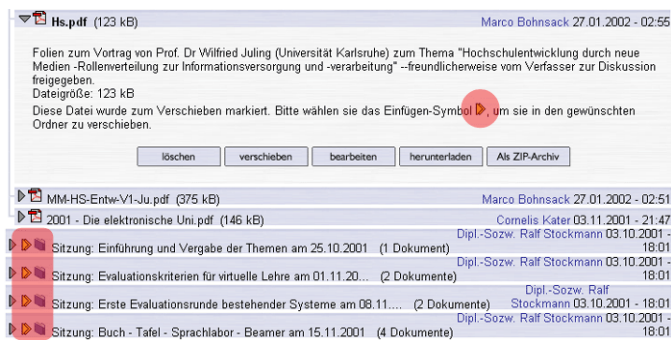 Hs.pdf (123 kB) Marco Bohnsack 27.01.2002 - 02:55
Folien zum Vortrag von Prof. Dr Wilfried Juling (Universität Karlsruhe) zum Thema "Hochschulentwicklung durch neue
Medien -Rollenverteilung zur Informationsversorgung und -verarbeitung" --freundlicherweise vom Verfasser zur Diskussion
freigegeben.
Dateigröße: 123 kB
Diese Datei wurde zum Verschieben markiert. Bitte wählen sie das Einfügen-Symbol , um sie in den gewünschten
Ordner zu verschieben.
löschen verschieben bearbeiten herunterladen Als ZIP-Archiv
MM-HS-Entw-V1-Ju.pdf (375 kB) Marco Bohnsack 27.01.2002 - 02:51
2001 - Die elektronische Uni.pdf (146 kB) Cornelis Kater 03.11.2001 - 21:47
Sitzung: Einführung und Vergabe der Themen am 25.10.2001 (1 Dokument) Dipl.-Sozw. Ralf Stockmann 03.10.2001 -
18:01
Sitzung: Evaluationskriterien für virtuelle Lehre am 01.11.20... (2 Dokumente) Dipl.-Sozw. Ralf Stockmann 03.10.2001 -
18:01
Sitzung: Erste Evaluationsrunde bestehender Systeme am 08.11.... (2 Dokumente) Dipl.-Sozw. Ralf
Stockmann 03.10.2001 - 18:01
Sitzung: Buch - Tafel - Sprachlabor - Beamer am 15.11.2001 (4 Dokumente) Dipl.-Sozw. Ralf Stockmann 03.10.2001 -
18:01